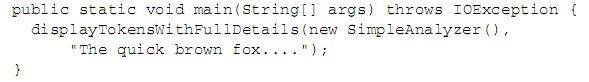 public static void main(String[] args) throws IOException {
displayTokensWithFullDetails(new SimpleAnalyzer(),
"The quick brown fox....");
}